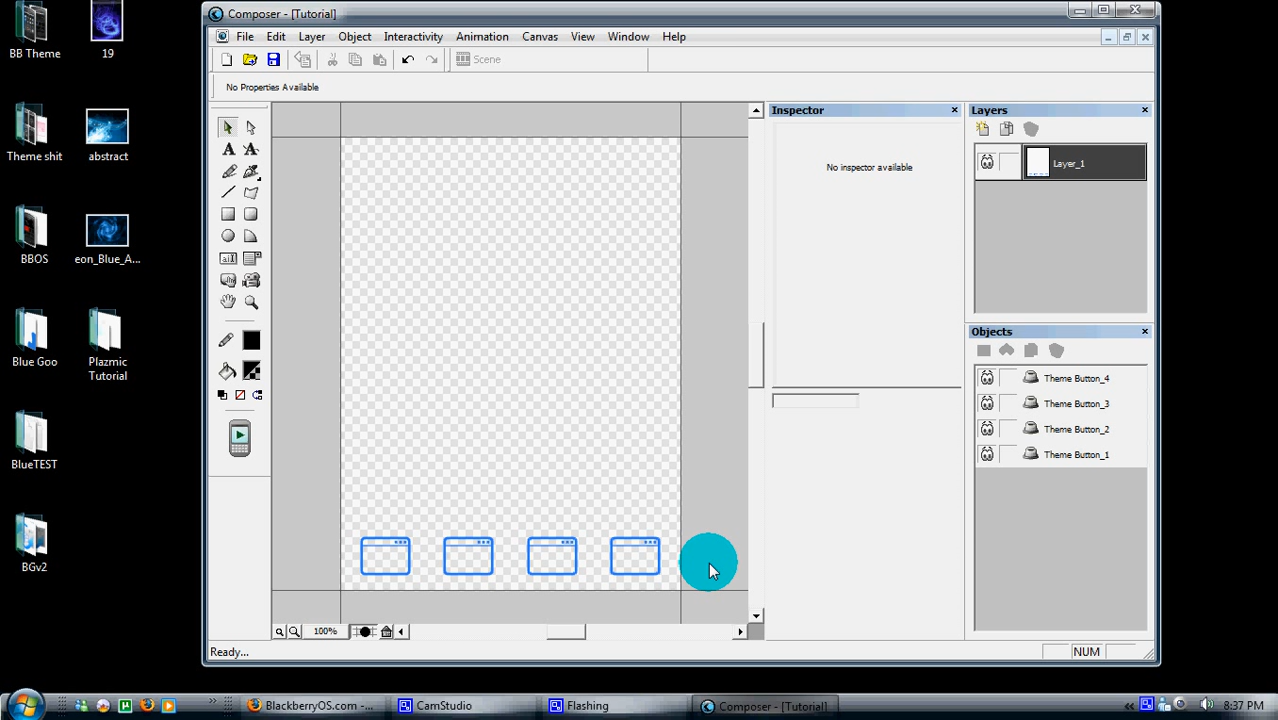 BB Theme
19
Theme shit
abstract
BBOS
eon_Blue_A...
Blue Goo
Plazmic
Tutorial
BlueTEST
BGv2
Composer - [Tutorial]
File Edit Layer Object Interactivity Animation Canvas View Window Help
Scene
No Properties Available
Inspector
No inspector available
Layers
Layer_1
Objects
Theme Button_4
Theme Button_3
Theme Button_2
Theme Button_1
A A
aI
100%
Ready...
NUM
BlackberryOS.com - ...
CamStudio
Flashing
Composer - [Tutorial]
8:37 PM